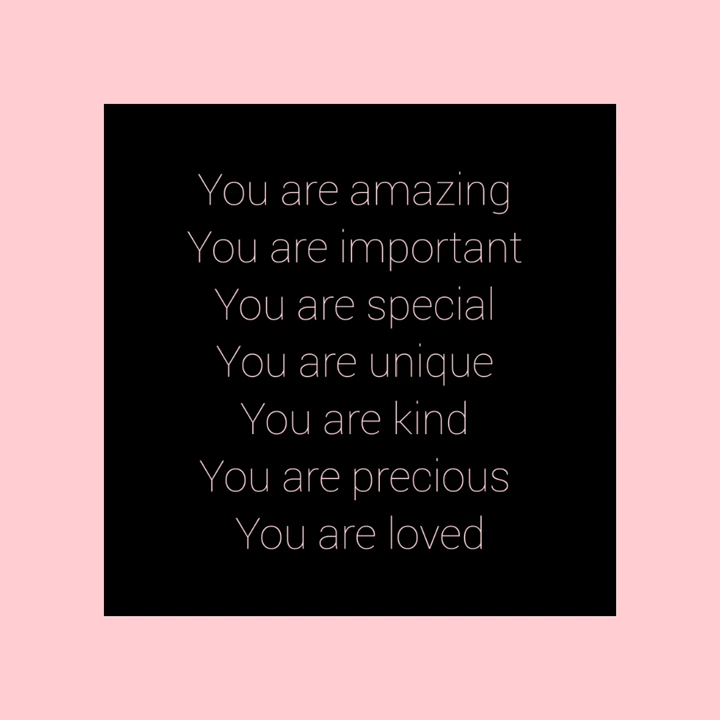 You are amazing
You are important
You are special
You are unique
You are kind
You are precious
You are loved